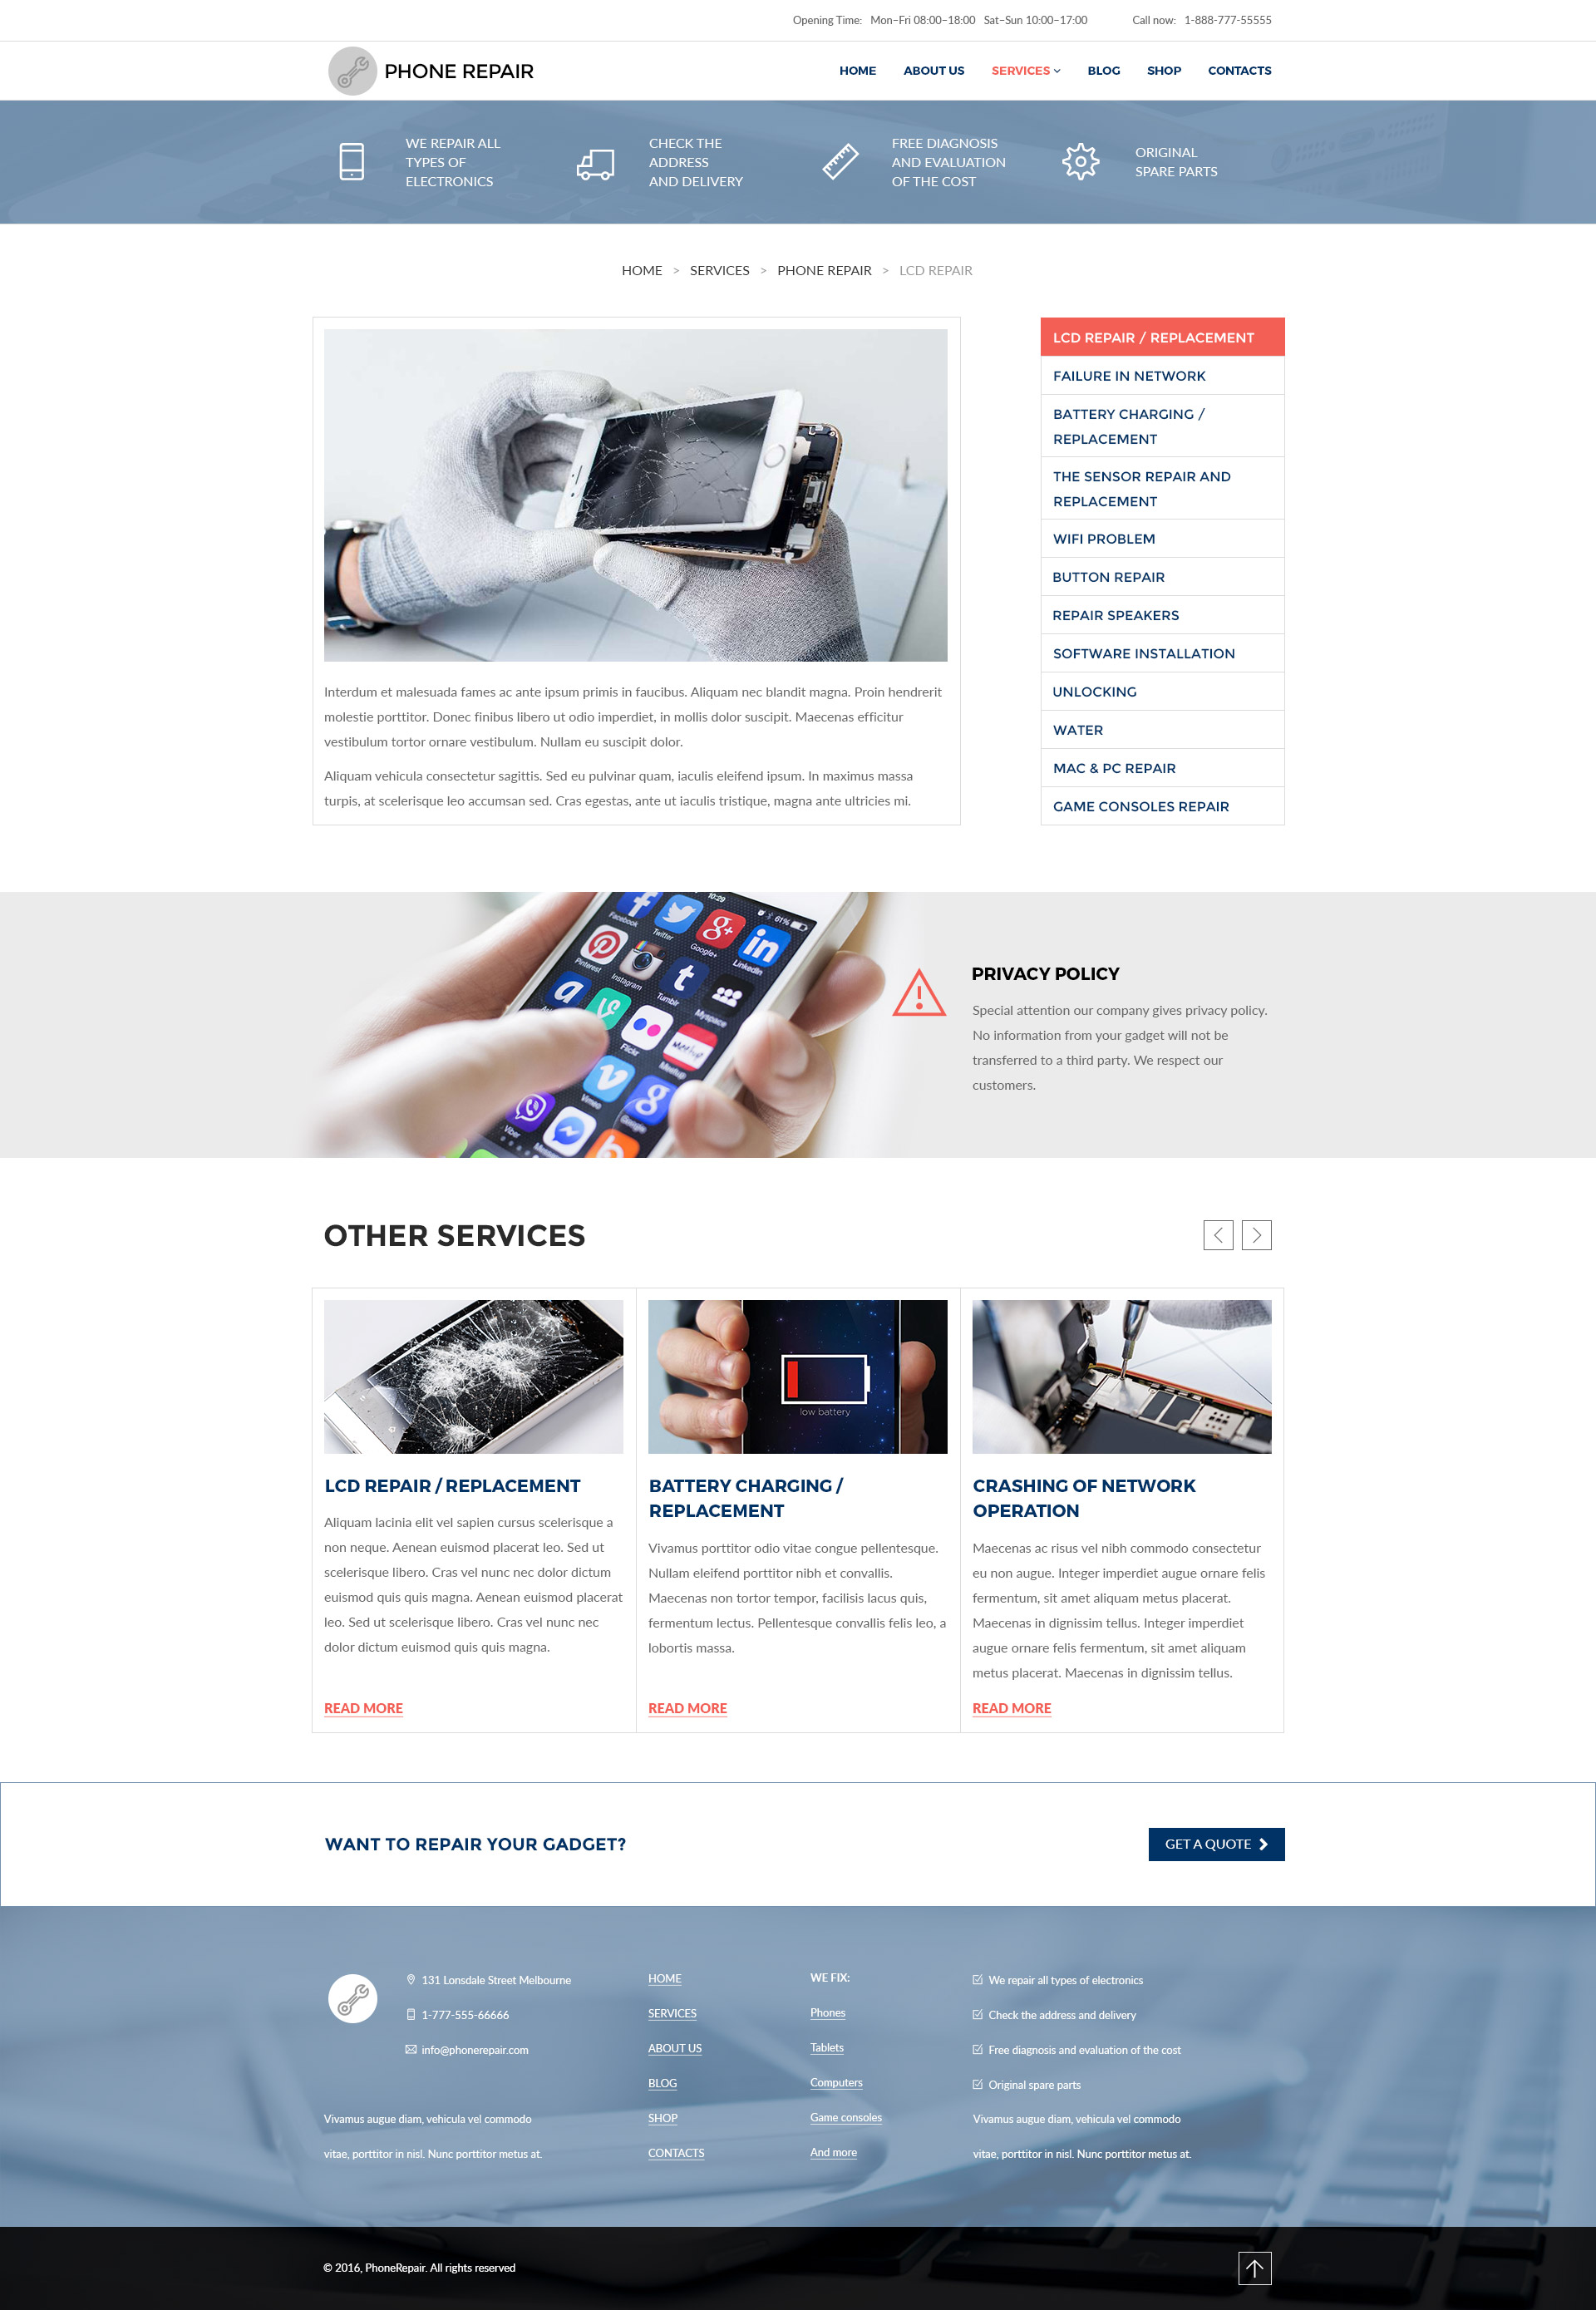 Opening Time: Mon–Fri 08:00–18:00 Sat–Sun 10:00–17:00 Call now: 1-888-777-55555
PHONE REPAIR
HOME ABOUT US SERVICES BLOG SHOP CONTACTS
WE REPAIR ALL
TYPES OF
ELECTRONICS
CHECK THE
ADDRESS
AND DELIVERY
FREE DIAGNOSIS
AND EVALUATION
OF THE COST
ORIGINAL
SPARE PARTS
HOME > SERVICES > PHONE REPAIR > LCD REPAIR
Interdum et malesuada fames ac ante ipsum primis in faucibus. Aliquam nec blandit magna. Proin hendrerit
molestie porttitor. Donec finibus libero ut odio imperdiet, in mollis dolor suscipit. Maecenas efficitur
vestibulum tortor ornare vestibulum. Nullam eu suscipit dolor.
Aliquam vehicula consectetur sagittis. Sed eu pulvinar quam, iaculis eleifend ipsum. In maximus massa
turpis, at scelerisque leo accumsan sed. Cras egestas, ante ut iaculis tristique, magna ante ultricies mi.
LCD REPAIR / REPLACEMENT
FAILURE IN NETWORK
BATTERY CHARGING /
REPLACEMENT
THE SENSOR REPAIR AND
REPLACEMENT
WIFI PROBLEM
BUTTON REPAIR
REPAIR SPEAKERS
SOFTWARE INSTALLATION
UNLOCKING
WATER
MAC & PC REPAIR
GAME CONSOLES REPAIR
10:29
61%
Facebook
Twitter
Google+
LinkedIn
Pinterest
Instagram
Tumblr
Myspace
Flickr
Meetup
Viber
Vimeo
Google
Messenger
PRIVACY POLICY
Special attention our company gives privacy policy.
No information from your gadget will not be
transferred to a third party. We respect our
customers.
OTHER SERVICES
low battery
LCD REPAIR / REPLACEMENT
Aliquam lacinia elit vel sapien cursus scelerisque a
non neque. Aenean euismod placerat leo. Sed ut
scelerisque libero. Cras vel nunc nec dolor dictum
euismod quis quis magna. Aenean euismod placerat
leo. Sed ut scelerisque libero. Cras vel nunc nec
dolor dictum euismod quis quis magna.
READ MORE
BATTERY CHARGING /
REPLACEMENT
Vivamus porttitor odio vitae congue pellentesque.
Nullam eleifend porttitor nibh et convallis.
Maecenas non tortor tempor, facilisis lacus quis,
fermentum lectus. Pellentesque convallis felis leo, a
lobortis massa.
READ MORE
CRASHING OF NETWORK
OPERATION
Maecenas ac risus vel nibh commodo consectetur
eu non augue. Integer imperdiet augue ornare felis
fermentum, sit amet aliquam metus placerat.
Maecenas in dignissim tellus. Integer imperdiet
augue ornare felis fermentum, sit amet aliquam
metus placerat. Maecenas in dignissim tellus.
READ MORE
WANT TO REPAIR YOUR GADGET?
GET A QUOTE
131 Lonsdale Street Melbourne
1-777-555-66666
info@phonerepair.com
Vivamus augue diam, vehicula vel commodo
vitae, porttitor in nisl. Nunc porttitor metus at.
HOME
SERVICES
ABOUT US
BLOG
SHOP
CONTACTS
WE FIX:
Phones
Tablets
Computers
Game consoles
And more
We repair all types of electronics
Check the address and delivery
Free diagnosis and evaluation of the cost
Original spare parts
Vivamus augue diam, vehicula vel commodo
vitae, porttitor in nisl. Nunc porttitor metus at.
© 2016, PhoneRepair. All rights reserved